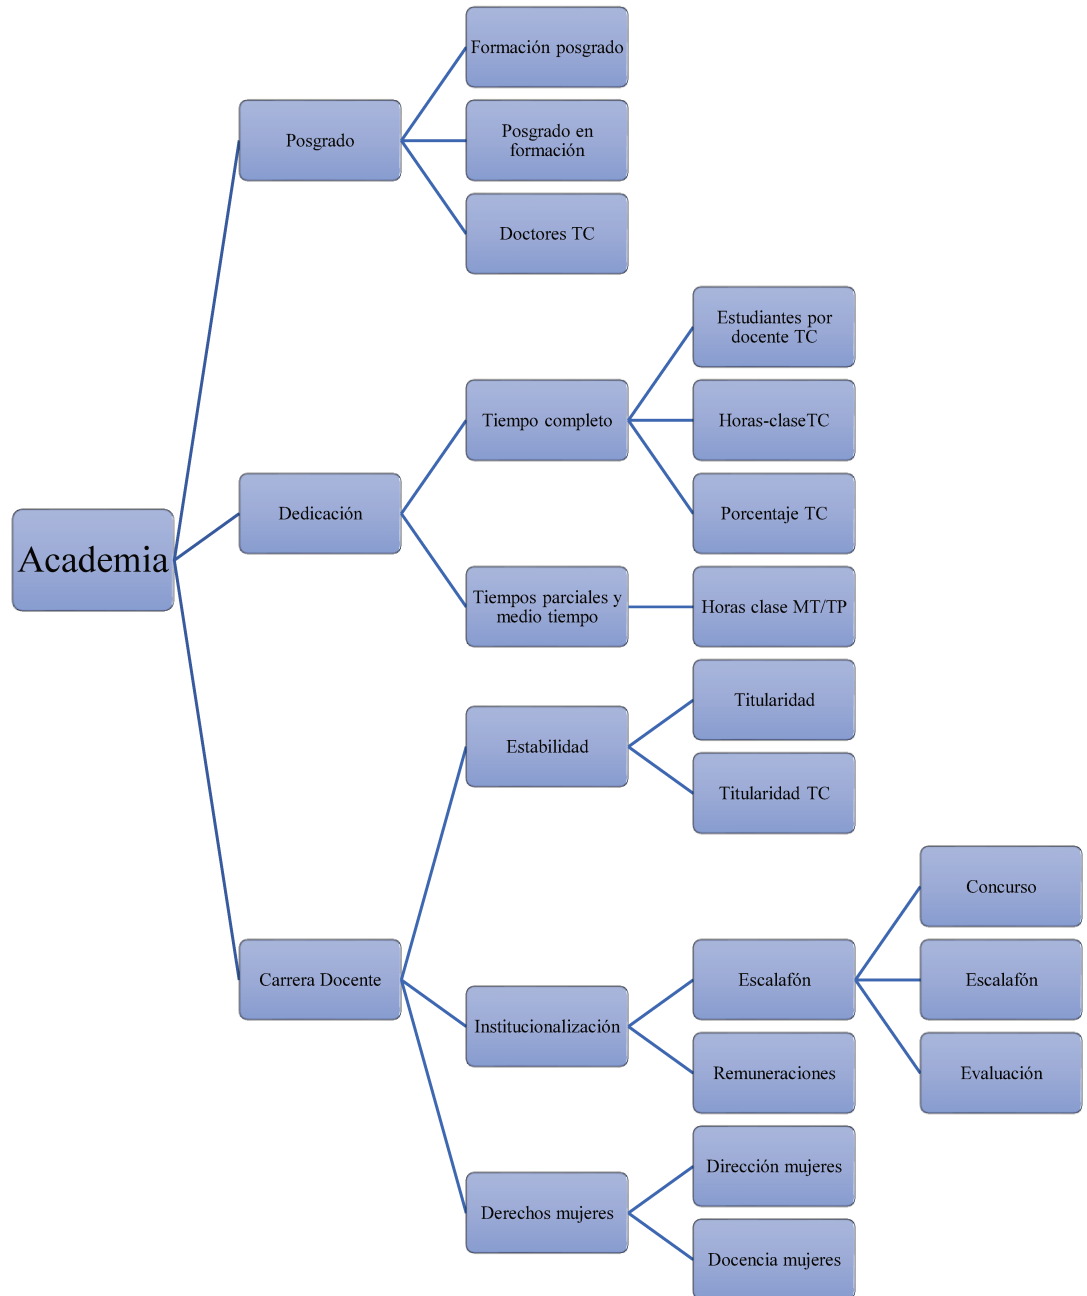 Academia
Posgrado
Formación posgrado
Posgrado en
formación
Doctores TC
Dedicación
Tiempo completo
Estudiantes por
docente TC
Horas-claseTC
Porcentaje TC
Tiempos parciales y
medio tiempo
Horas clase MT/TP
Carrera Docente
Estabilidad
Titularidad
Titularidad TC
Institucionalización
Escalafón
Concurso
Escalafón
Evaluación
Remuneraciones
Derechos mujeres
Dirección mujeres
Docencia mujeres